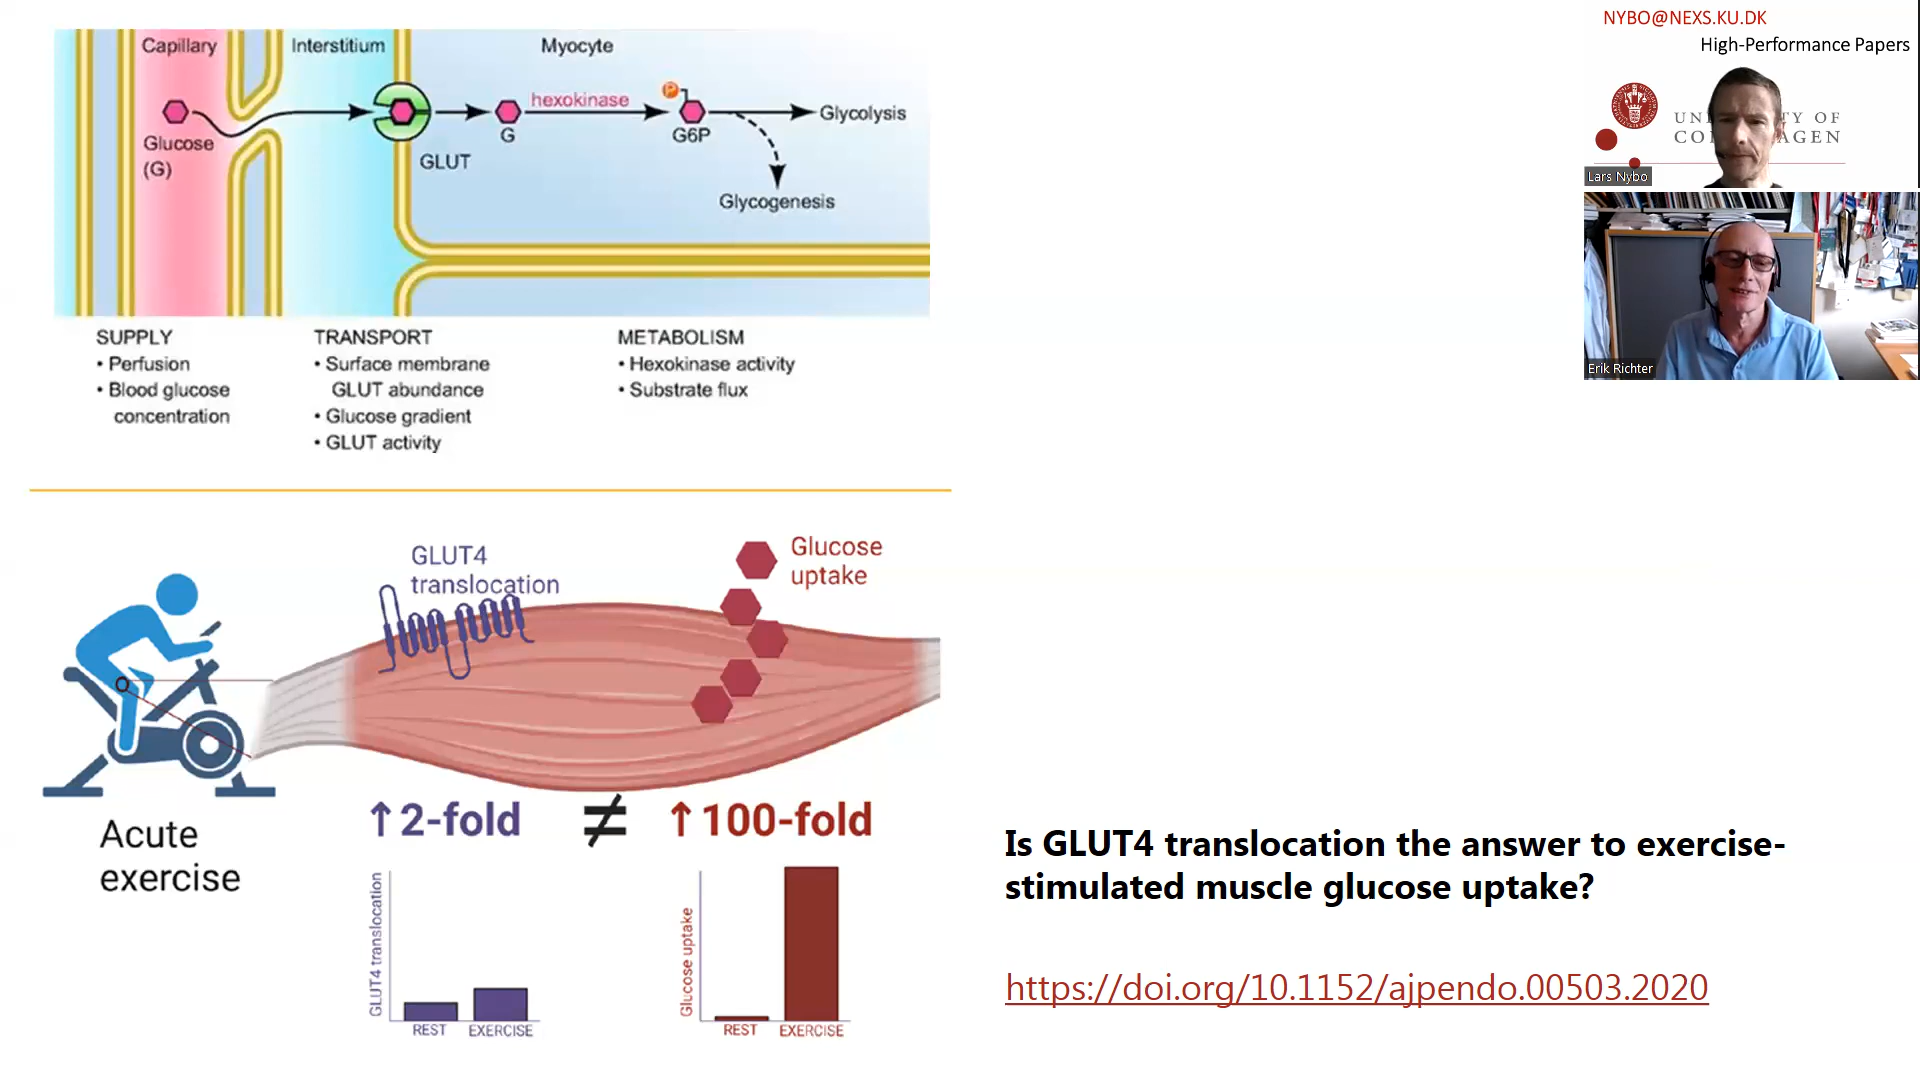 Capillary
Interstitium
Myocyte
Glucose
(G)
GLUT
G
hexokinase
P
G6P
Glycolysis
Glycogenesis
SUPPLY
• Perfusion
• Blood glucose
concentration
TRANSPORT
• Surface membrane
GLUT abundance
• Glucose gradient
• GLUT activity
METABOLISM
• Hexokinase activity
• Substrate flux
GLUT4
translocation
Glucose
uptake
Acute
exercise
↑2-fold ≠ ↑100-fold
GLUT4 translocation
REST EXERCISE
Glucose uptake
REST EXERCISE
NYBO@NEXS.KU.DK
High-Performance Papers
Lars Nybo
Erik Richter
Is GLUT4 translocation the answer to exercise-
stimulated muscle glucose uptake?
https://doi.org/10.1152/ajpendo.00503.2020